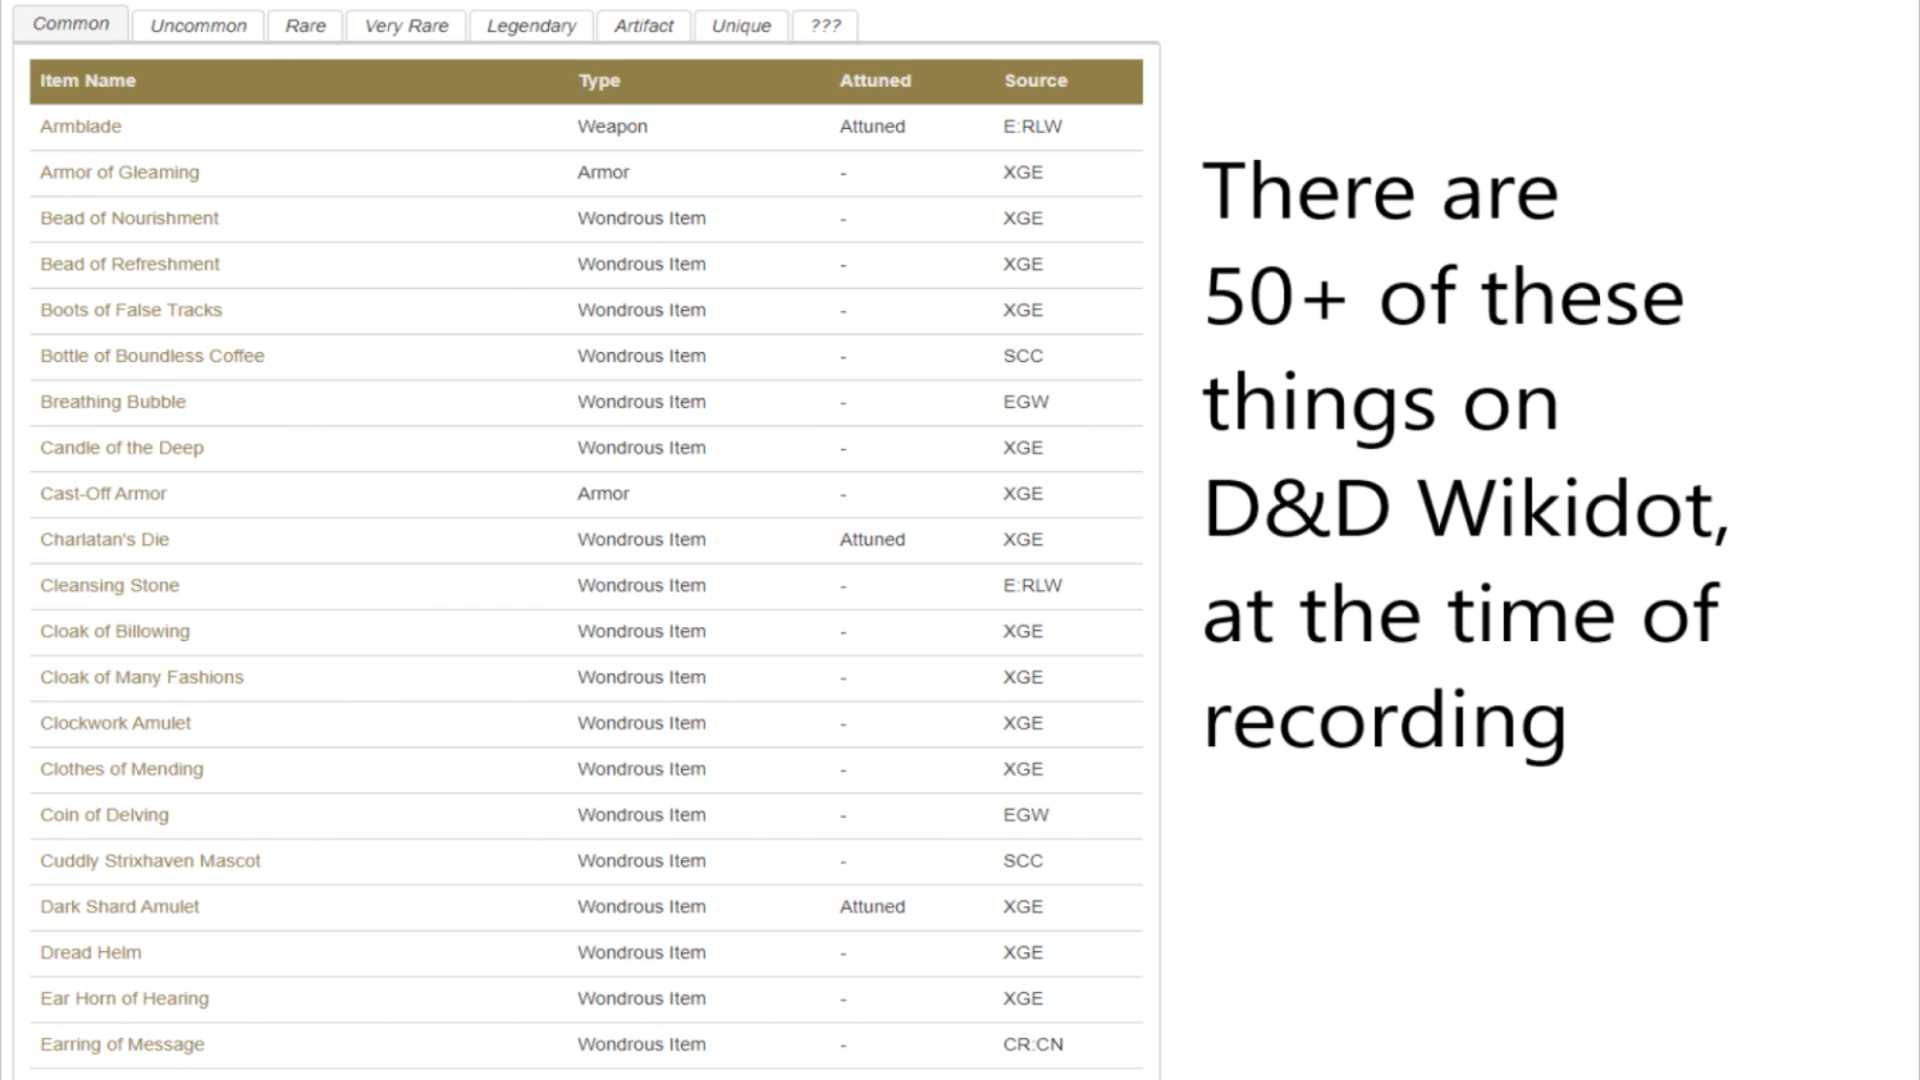 Common Uncommon Rare Very Rare Legendary Artifact Unique ???
Item Name Type Attuned Source
Armblade Weapon Attuned E:RLW
Armor of Gleaming Armor - XGE
Bead of Nourishment Wondrous Item - XGE
Bead of Refreshment Wondrous Item - XGE
Boots of False Tracks Wondrous Item - XGE
Bottle of Boundless Coffee Wondrous Item - SCC
Breathing Bubble Wondrous Item - EGW
Candle of the Deep Wondrous Item - XGE
Cast-Off Armor Armor - XGE
Charlatan's Die Wondrous Item Attuned XGE
Cleansing Stone Wondrous Item - E:RLW
Cloak of Billowing Wondrous Item - XGE
Cloak of Many Fashions Wondrous Item - XGE
Clockwork Amulet Wondrous Item - XGE
Clothes of Mending Wondrous Item - XGE
Coin of Delving Wondrous Item - EGW
Cuddly Strixhaven Mascot Wondrous Item - SCC
Dark Shard Amulet Wondrous Item Attuned XGE
Dread Helm Wondrous Item - XGE
Ear Horn of Hearing Wondrous Item - XGE
Earring of Message Wondrous Item - CR:CN
There are
50+ of these
things on
D&D Wikidot,
at the time of
recording